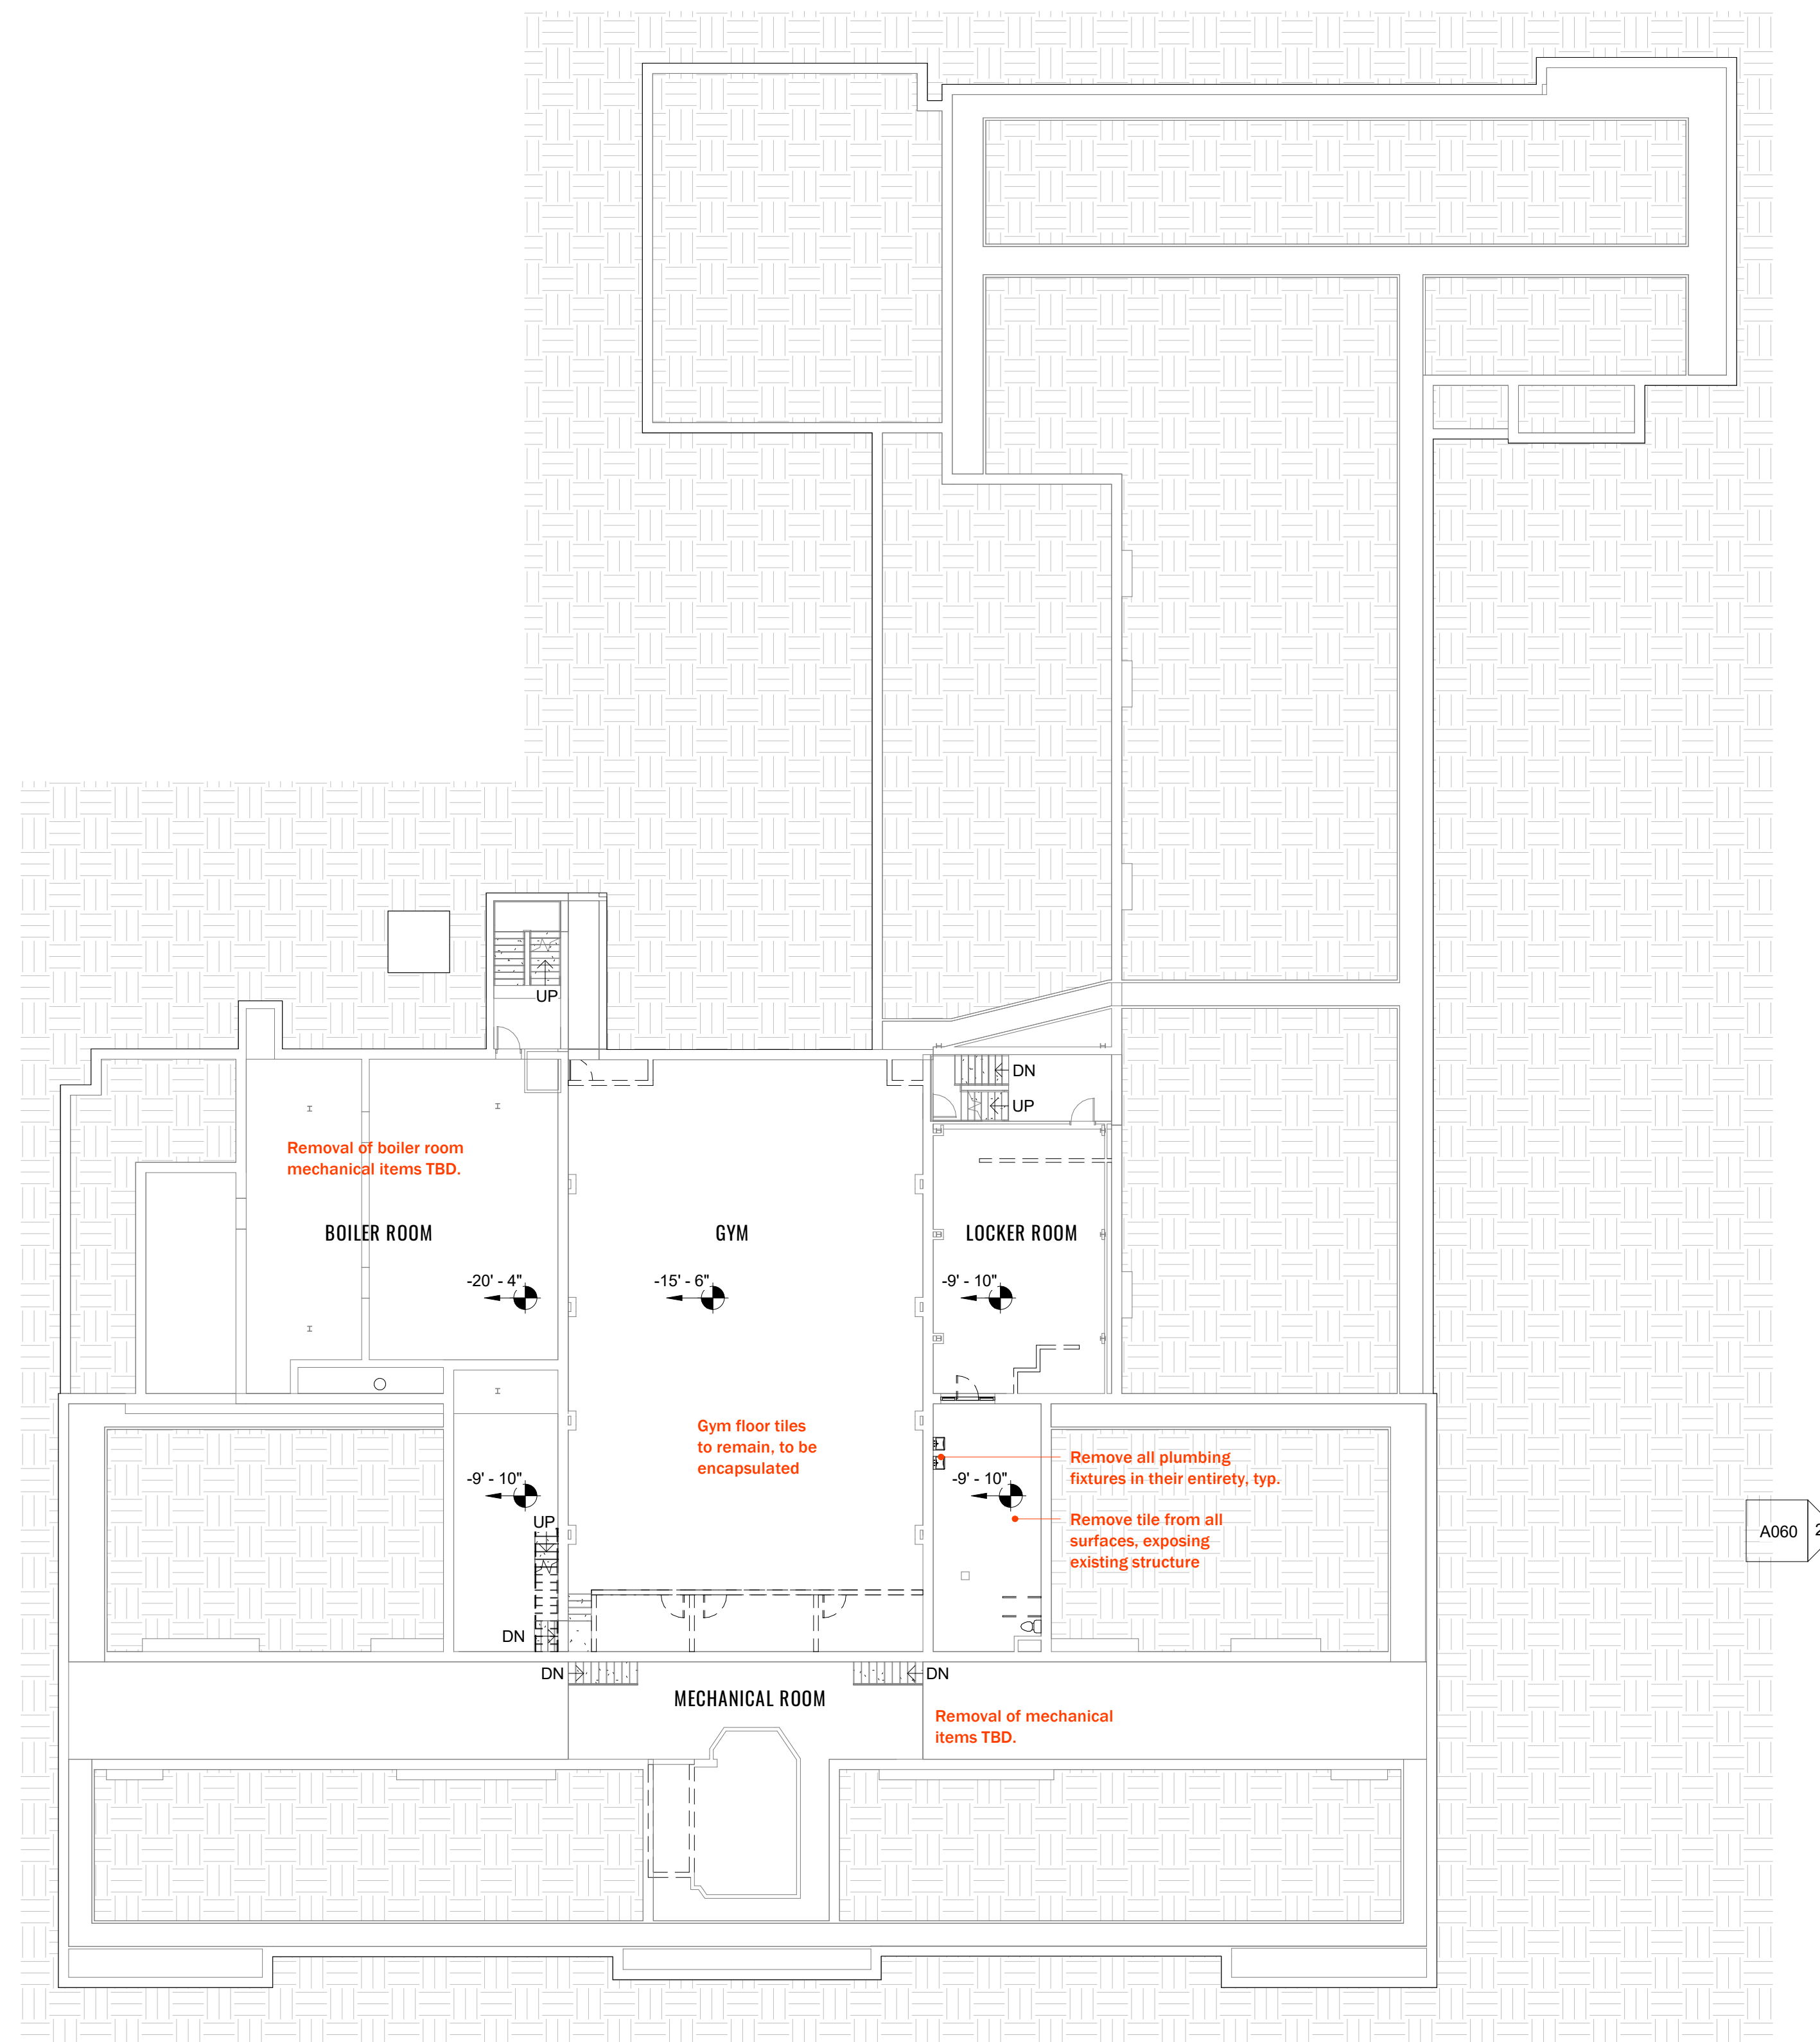 UP
DN
UP
Removal of boiler room
mechanical items TBD.
BOILER ROOM
GYM
LOCKER ROOM
-20' - 4"
-15' - 6"
-9' - 10"
Gym floor tiles
to remain, to be
encapsulated
Remove all plumbing
fixtures in their entirety, typ.
-9' - 10"
-9' - 10"
UP
Remove tile from all
surfaces, exposing
existing structure
A060
2
DN
DN
DN
MECHANICAL ROOM
Removal of mechanical
items TBD.